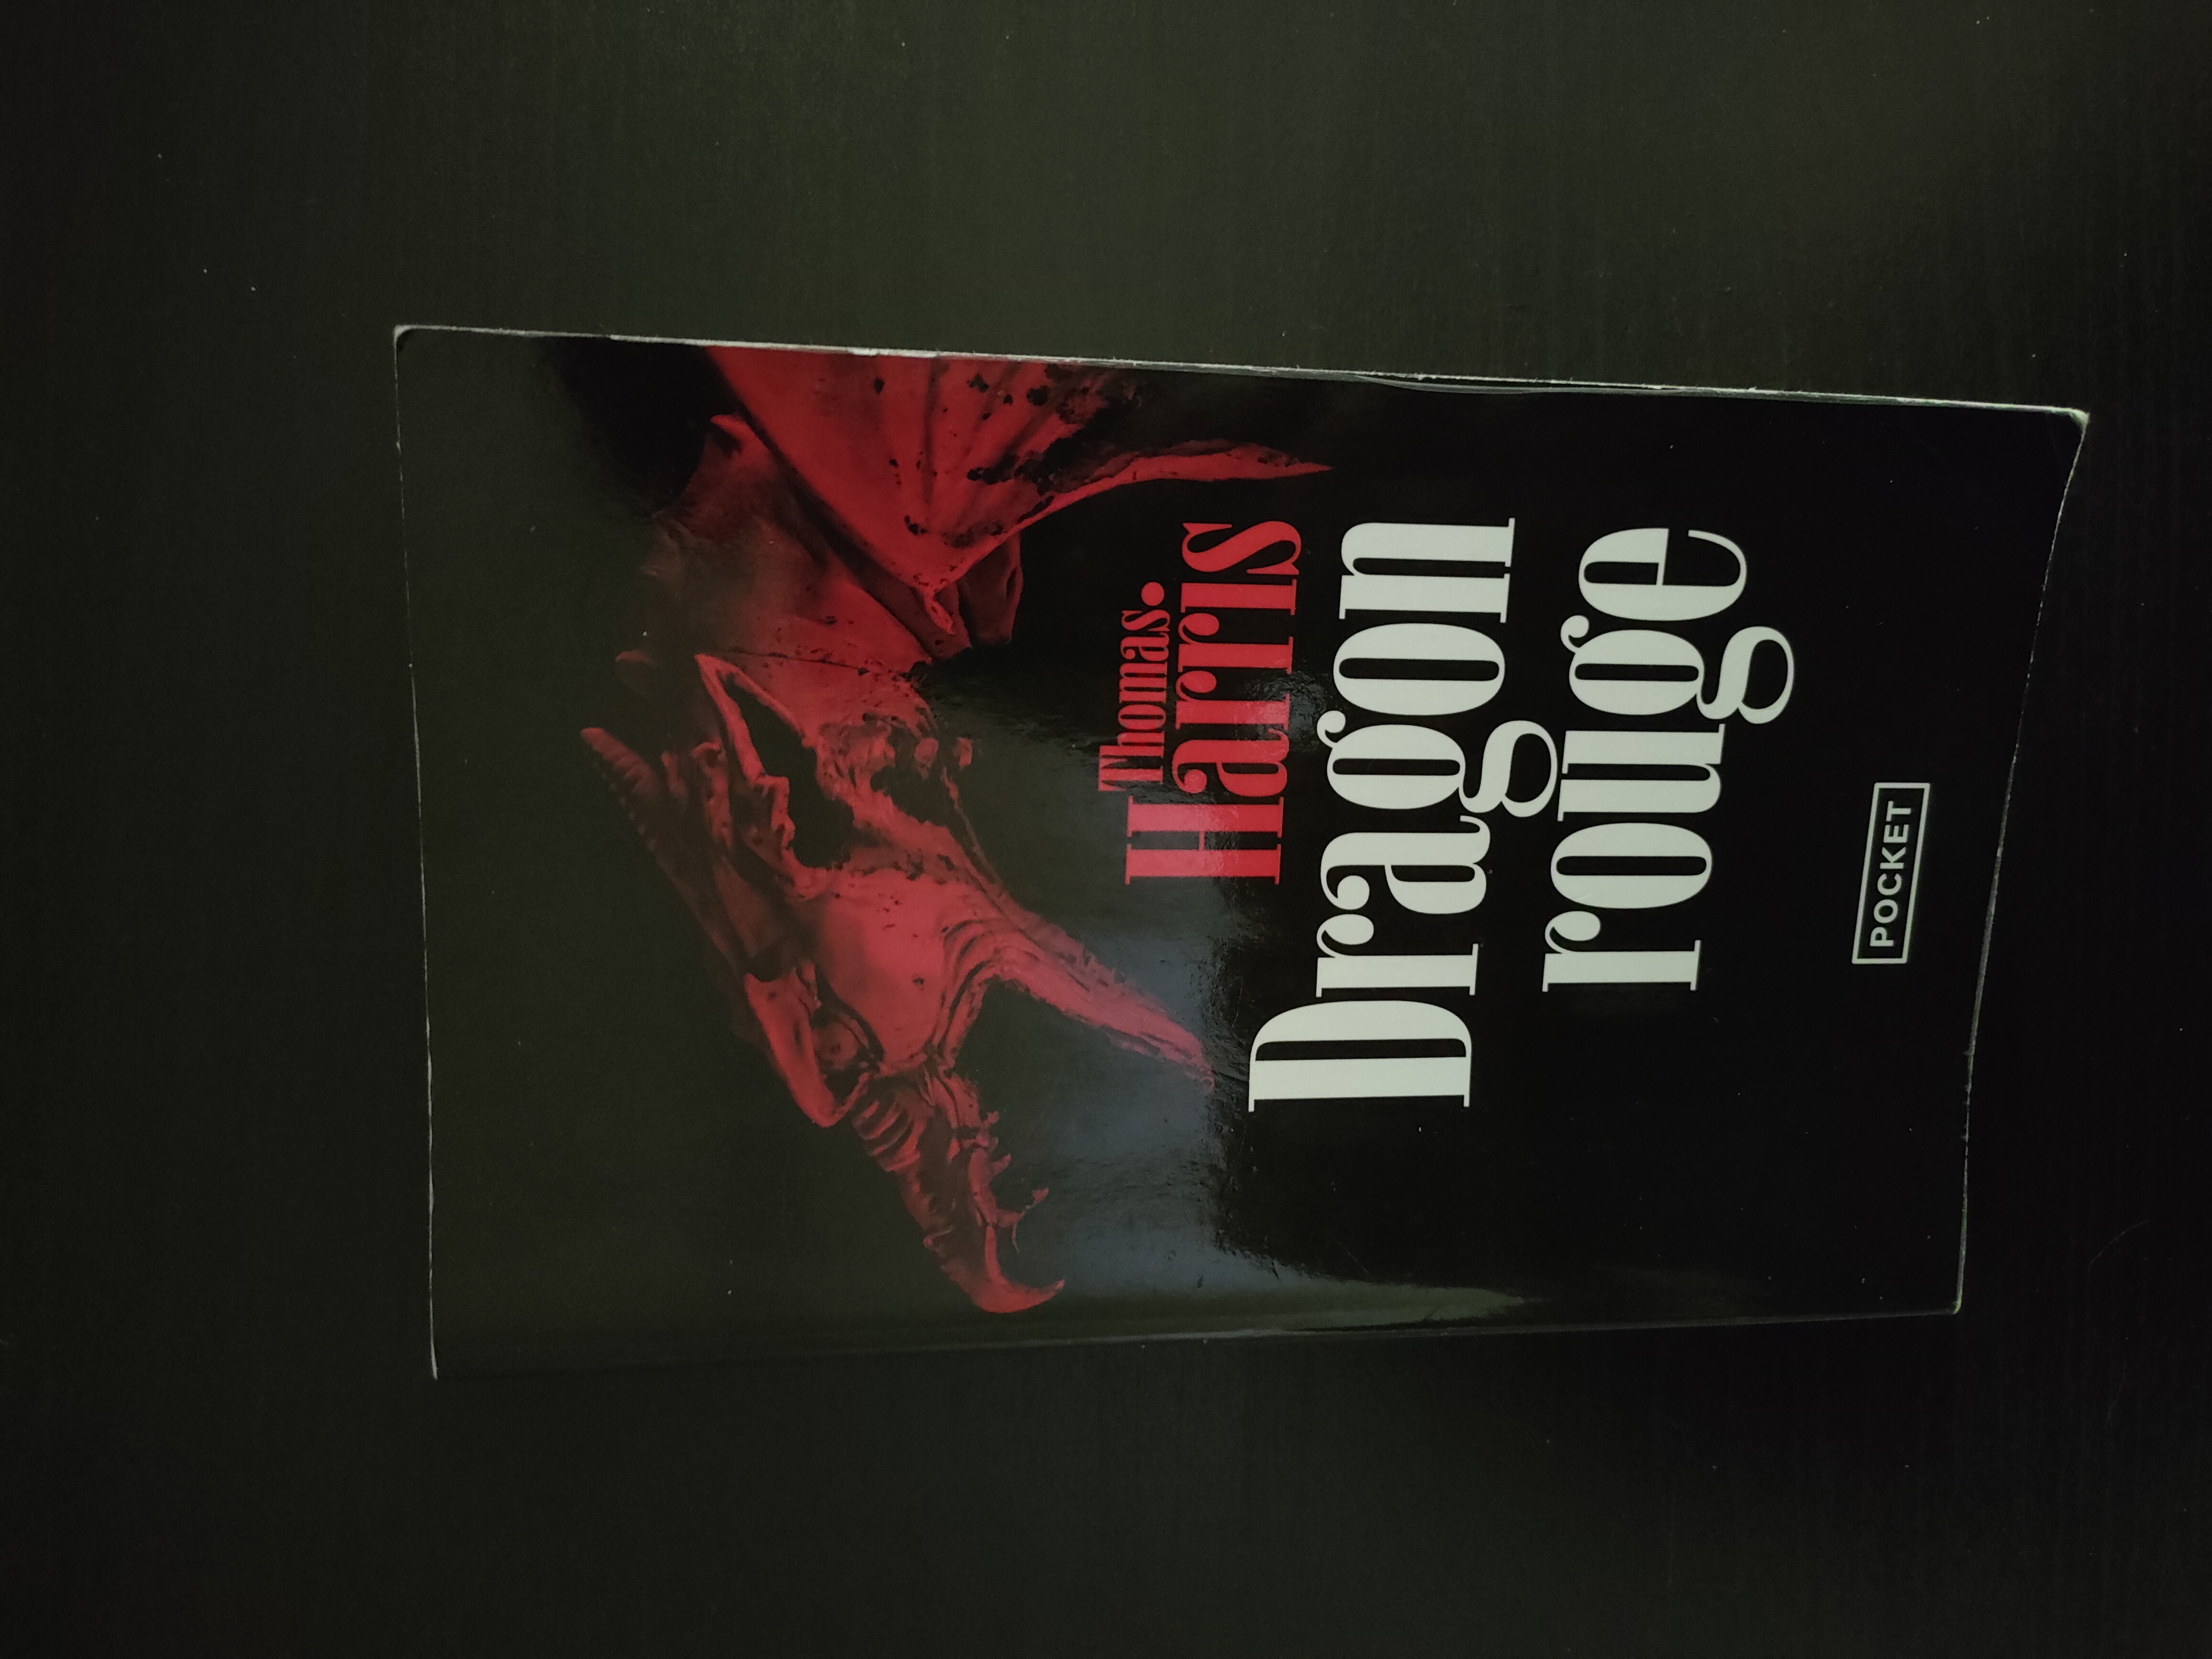 Thomas
Harris
Dragon
rouge
POCKET